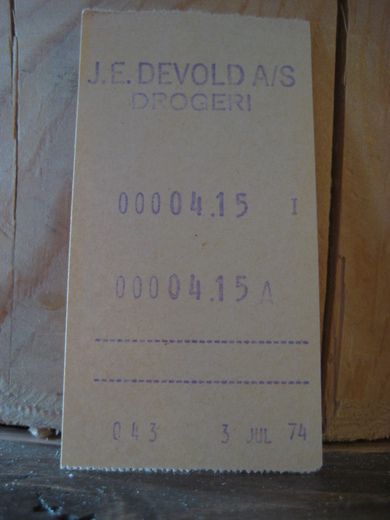 J.E. DEVOLD A/S
DROGERI
00004.15 I
00004.15 A
043 3 JUL 74